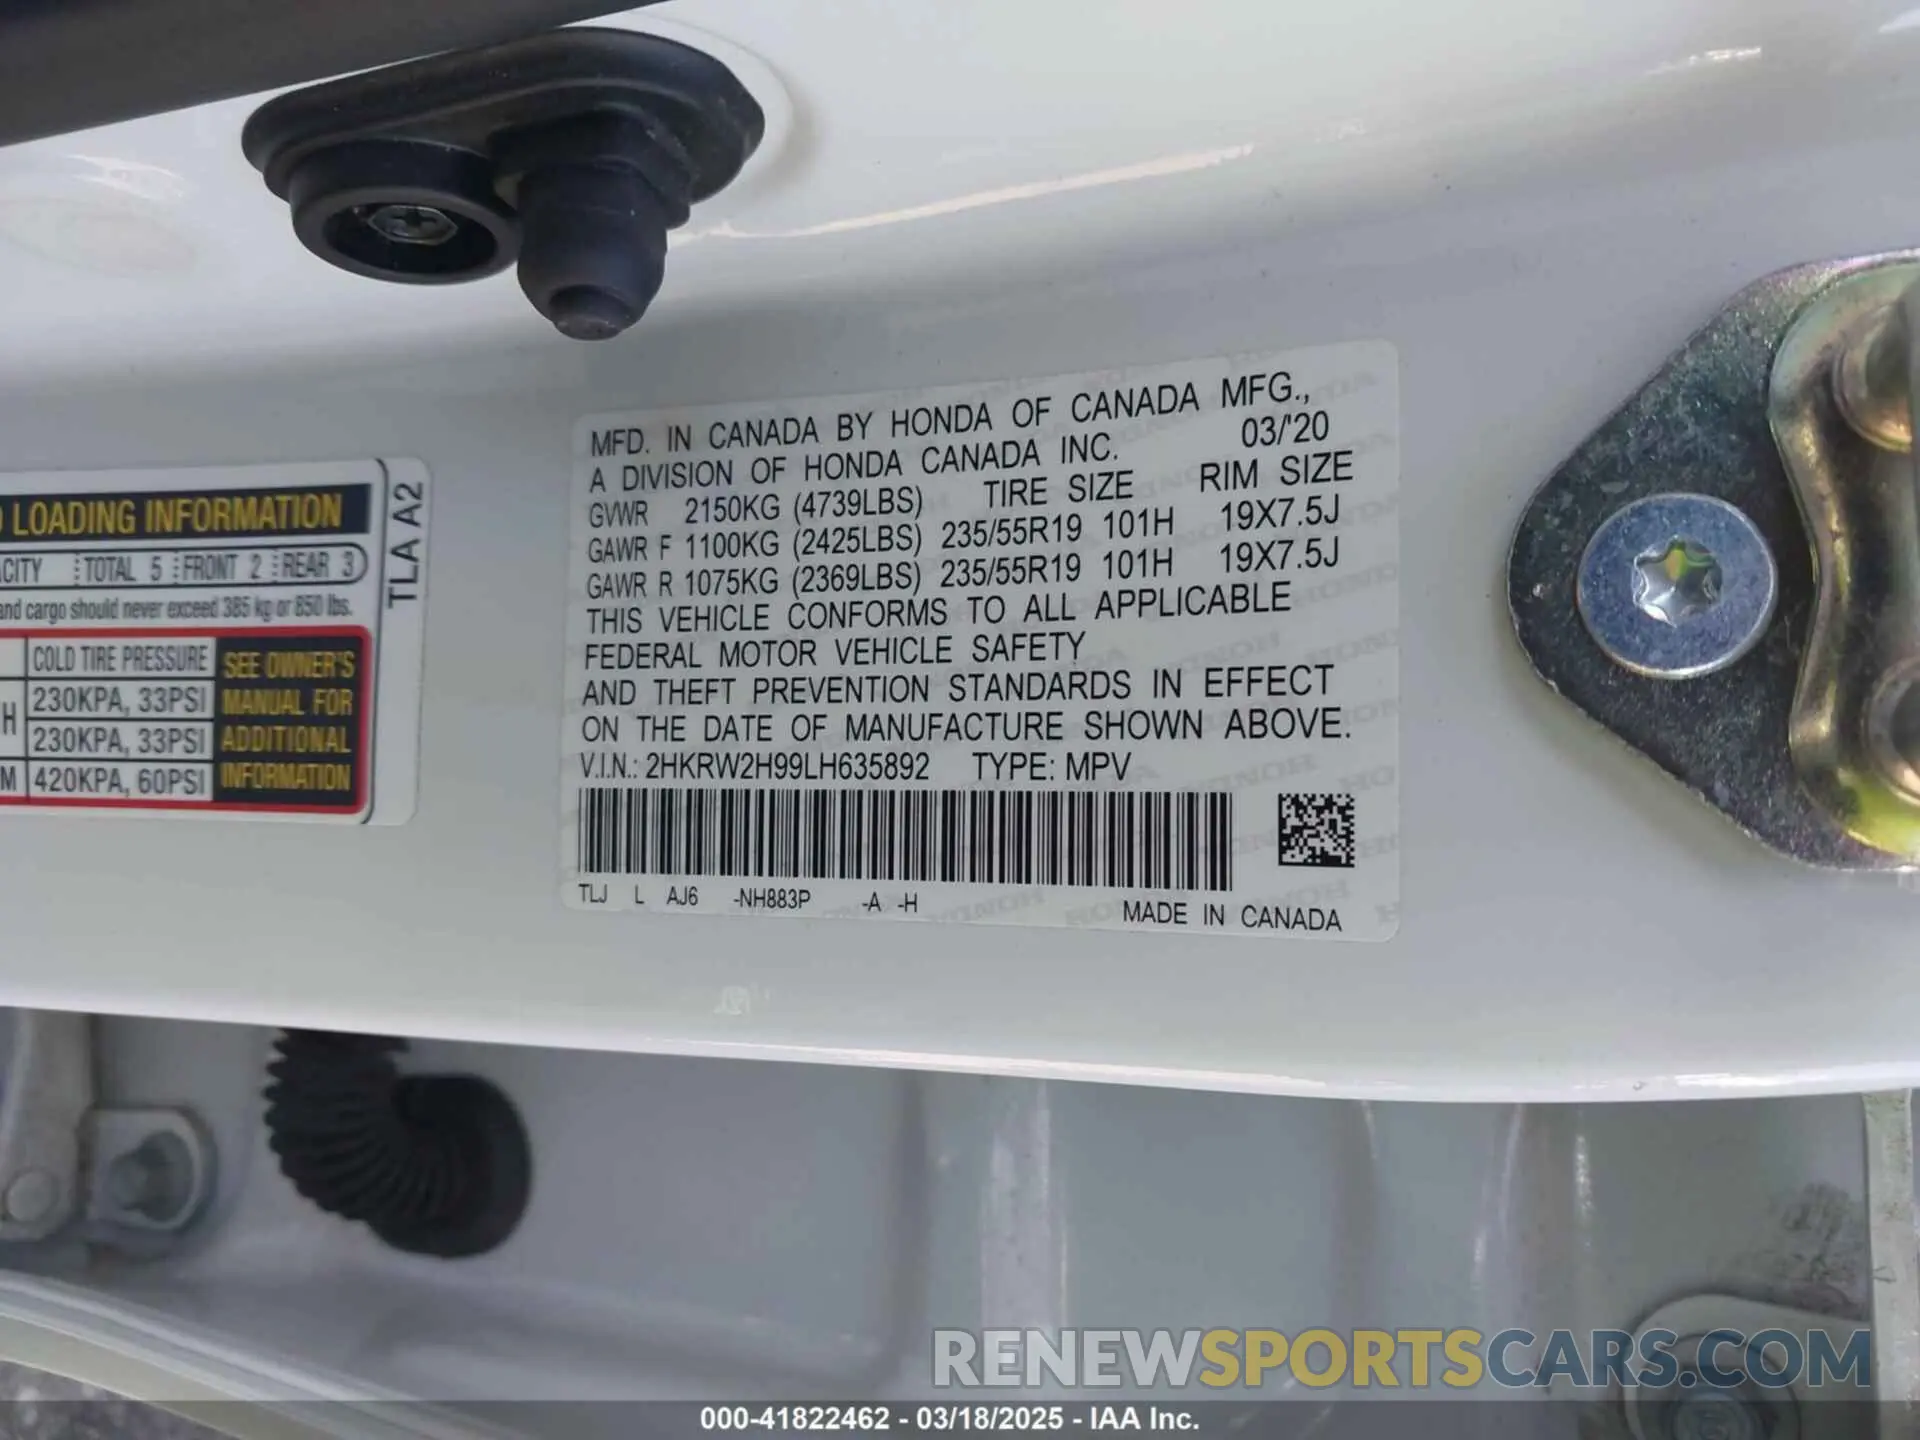 LOADING INFORMATION
TOTAL 5 FRONT 2 REAR 3
and cargo should never exceed 385 kg or 850 lbs.
COLD TIRE PRESSURE
H 230KPA, 33PSI
230KPA, 33PSI
M 420KPA, 60PSI
SEE OWNER'S
MANUAL FOR
ADDITIONAL
INFORMATION
TLA A2
MFD. IN CANADA BY HONDA OF CANADA MFG.,
A DIVISION OF HONDA CANADA INC. 03/'20
GVWR 2150KG (4739LBS) TIRE SIZE RIM SIZE
GAWR F 1100KG (2425LBS) 235/55R19 101H 19X7.5J
GAWR R 1075KG (2369LBS) 235/55R19 101H 19X7.5J
THIS VEHICLE CONFORMS TO ALL APPLICABLE
FEDERAL MOTOR VEHICLE SAFETY
AND THEFT PREVENTION STANDARDS IN EFFECT
ON THE DATE OF MANUFACTURE SHOWN ABOVE.
V.I.N.: 2HKRW2H99LH635892 TYPE: MPV
TLJ L AJ6 -NH883P -A -H
MADE IN CANADA
RENEWSPORTSCARS.COM
000-41822462 - 03/18/2025 - IAA Inc.